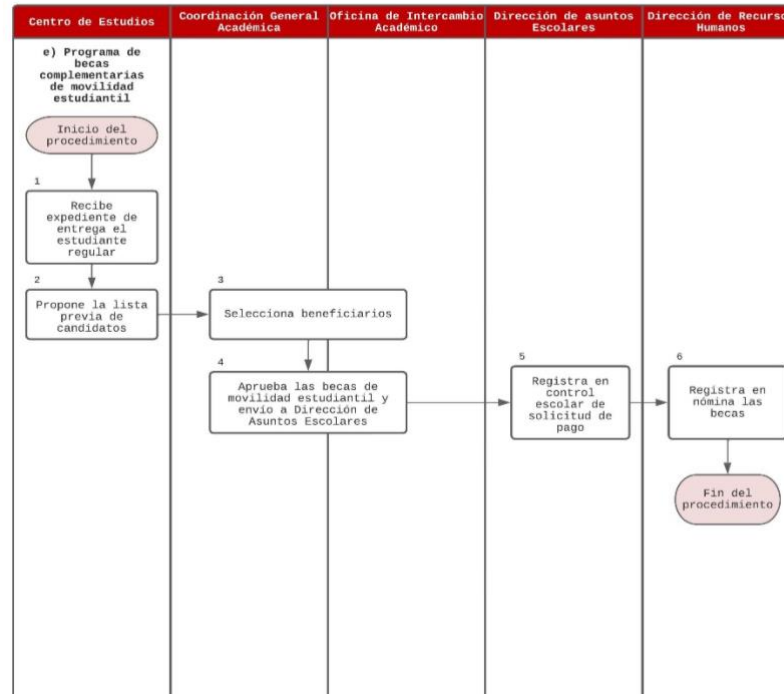 Centro de Estudios
Coordinación General
Académica
Oficina de Intercambio
Académico
Dirección de asuntos
Escolares
Dirección de Recurso
Humanos
e) Programa de
becas
complementarias
de movilidad
estudiantil
Inicio del
procedimiento
1
Recibe
expediente de
entrega el
estudiante
regular
2
Propone la lista
previa de
candidatos
3
Selecciona beneficiarios
4
Aprueba las becas de
movilidad estudiantil y
envío a Dirección de
Asuntos Escolares
5
Registra en
control
escolar de
solicitud de
pago
6
Registra en
nómina las
becas
Fin del
procedimiento